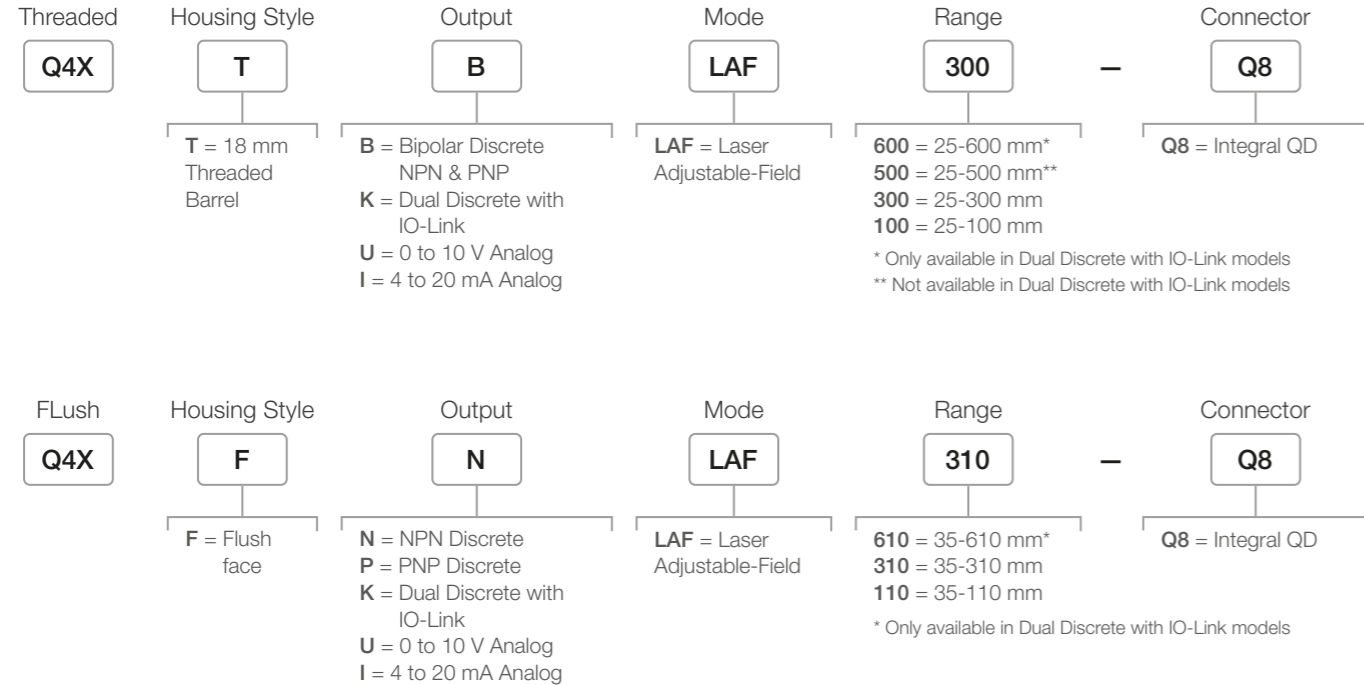 Threaded Housing Style Output Mode Range Connector
Q4X T B LAF 300 – Q8
T = 18 mm
Threaded
Barrel
B = Bipolar Discrete
NPN & PNP
K = Dual Discrete with
IO-Link
U = 0 to 10 V Analog
I = 4 to 20 mA Analog
LAF = Laser
Adjustable-Field
600 = 25-600 mm*
500 = 25-500 mm**
300 = 25-300 mm
100 = 25-100 mm
* Only available in Dual Discrete with IO-Link models
** Not available in Dual Discrete with IO-Link models
Q8 = Integral QD
FLush Housing Style Output Mode Range Connector
Q4X F N LAF 310 – Q8
F = Flush
face
N = NPN Discrete
P = PNP Discrete
K = Dual Discrete with
IO-Link
U = 0 to 10 V Analog
I = 4 to 20 mA Analog
LAF = Laser
Adjustable-Field
610 = 35-610 mm*
310 = 35-310 mm
110 = 35-110 mm
* Only available in Dual Discrete with IO-Link models
Q8 = Integral QD